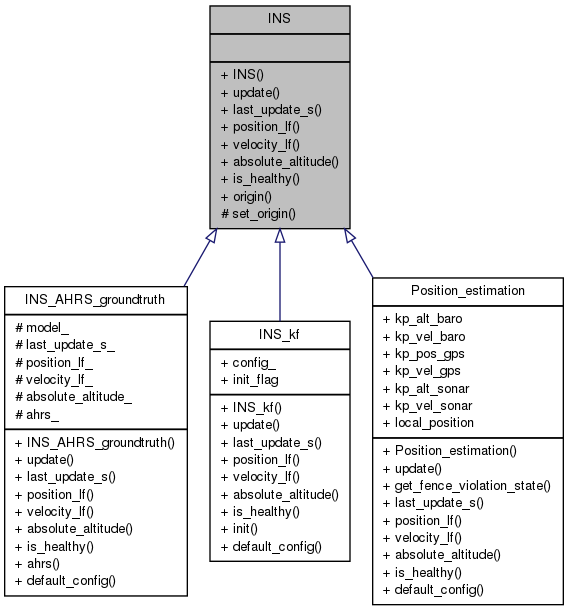 INS
+ INS()
+ update()
+ last_update_s()
+ position_lf()
+ velocity_lf()
+ absolute_altitude()
+ is_healthy()
+ origin()
# set_origin()
INS_AHRS_groundtruth
# model_
# last_update_s_
# position_lf_
# velocity_lf_
# absolute_altitude_
# ahrs_
+ INS_AHRS_groundtruth()
+ update()
+ last_update_s()
+ position_lf()
+ velocity_lf()
+ absolute_altitude()
+ is_healthy()
+ ahrs()
+ default_config()
INS_kf
+ config_
+ init_flag
+ INS_kf()
+ update()
+ last_update_s()
+ position_lf()
+ velocity_lf()
+ absolute_altitude()
+ is_healthy()
+ init()
+ default_config()
Position_estimation
+ kp_alt_baro
+ kp_vel_baro
+ kp_pos_gps
+ kp_vel_gps
+ kp_alt_sonar
+ kp_vel_sonar
+ local_position
+ Position_estimation()
+ update()
+ get_fence_violation_state()
+ last_update_s()
+ position_lf()
+ velocity_lf()
+ absolute_altitude()
+ is_healthy()
+ default_config()